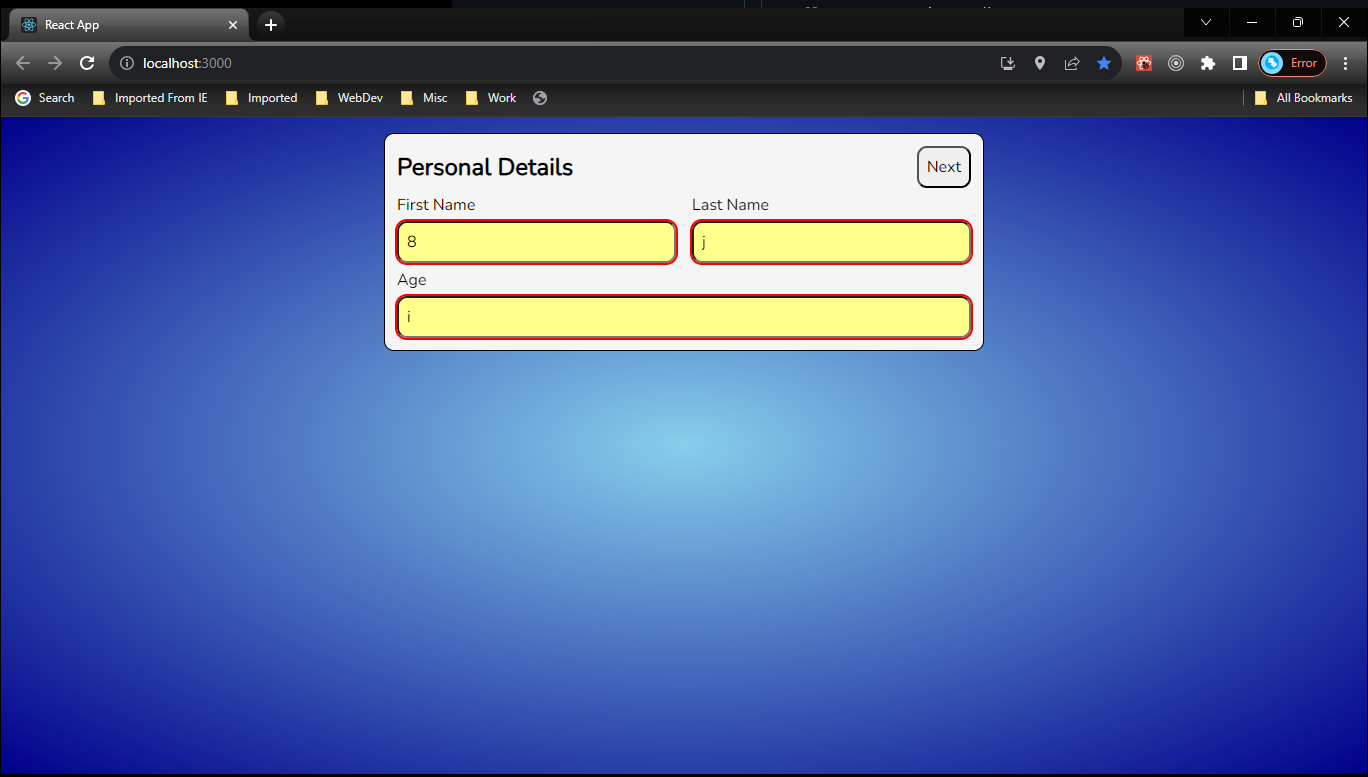 React App
localhost:3000
Error
Search Imported From IE Imported WebDev Misc Work All Bookmarks
Personal Details Next
First Name Last Name
8 j
Age
i